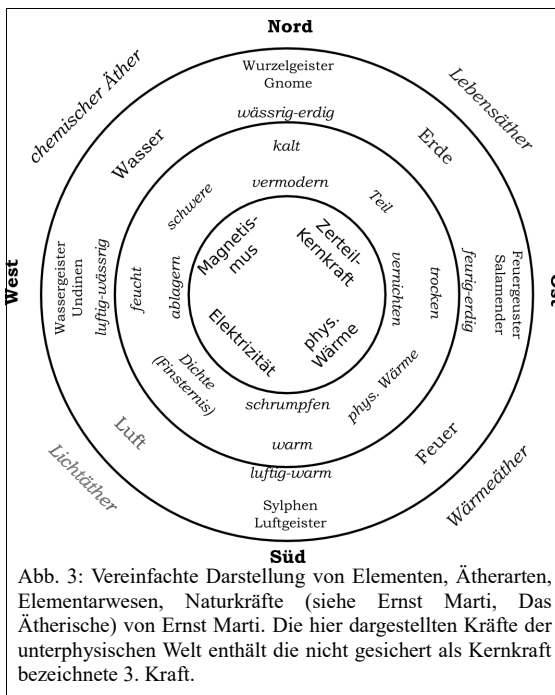 Nord
Wurzelgeister
Gnome
wässrig-erdig
kalt
vermodern
chemischer Äther
Lebensäther
Wasser
Erde
schwere
Teil
Magnetis-
mus
Zerteil-
Kernkraft
West
Wassergeister
Undinen
luftig-wässrig
feucht
ablagern
vernichten
trocken
feurig-erdig
Feuergeuster
Salamender
Elektrizität
phys.
Wärme
Dichte
(Finsternis)
phys. Wärme
schrumpfen
warm
luftig-warm
Luft
Feuer
Lichtäther
Wärmeäther
Sylphen
Luftgeister
Süd
Abb. 3: Vereinfachte Darstellung von Elementen, Ätherarten,
Elementarwesen, Naturkräfte (siehe Ernst Marti, Das
Ätherische) von Ernst Marti. Die hier dargestellten Kräfte der
unterphysischen Welt enthält die nicht gesichert als Kernkraft
bezeichnete 3. Kraft.